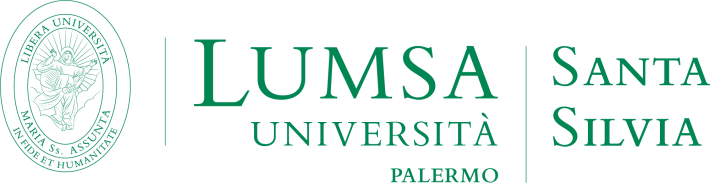 LIBERA UNIVERSITÀ
MARIA Ss. ASSUNTA
IN FIDE ET HUMANITATE
LUMSA
UNIVERSITÀ
PALERMO
SANTA
SILVIA